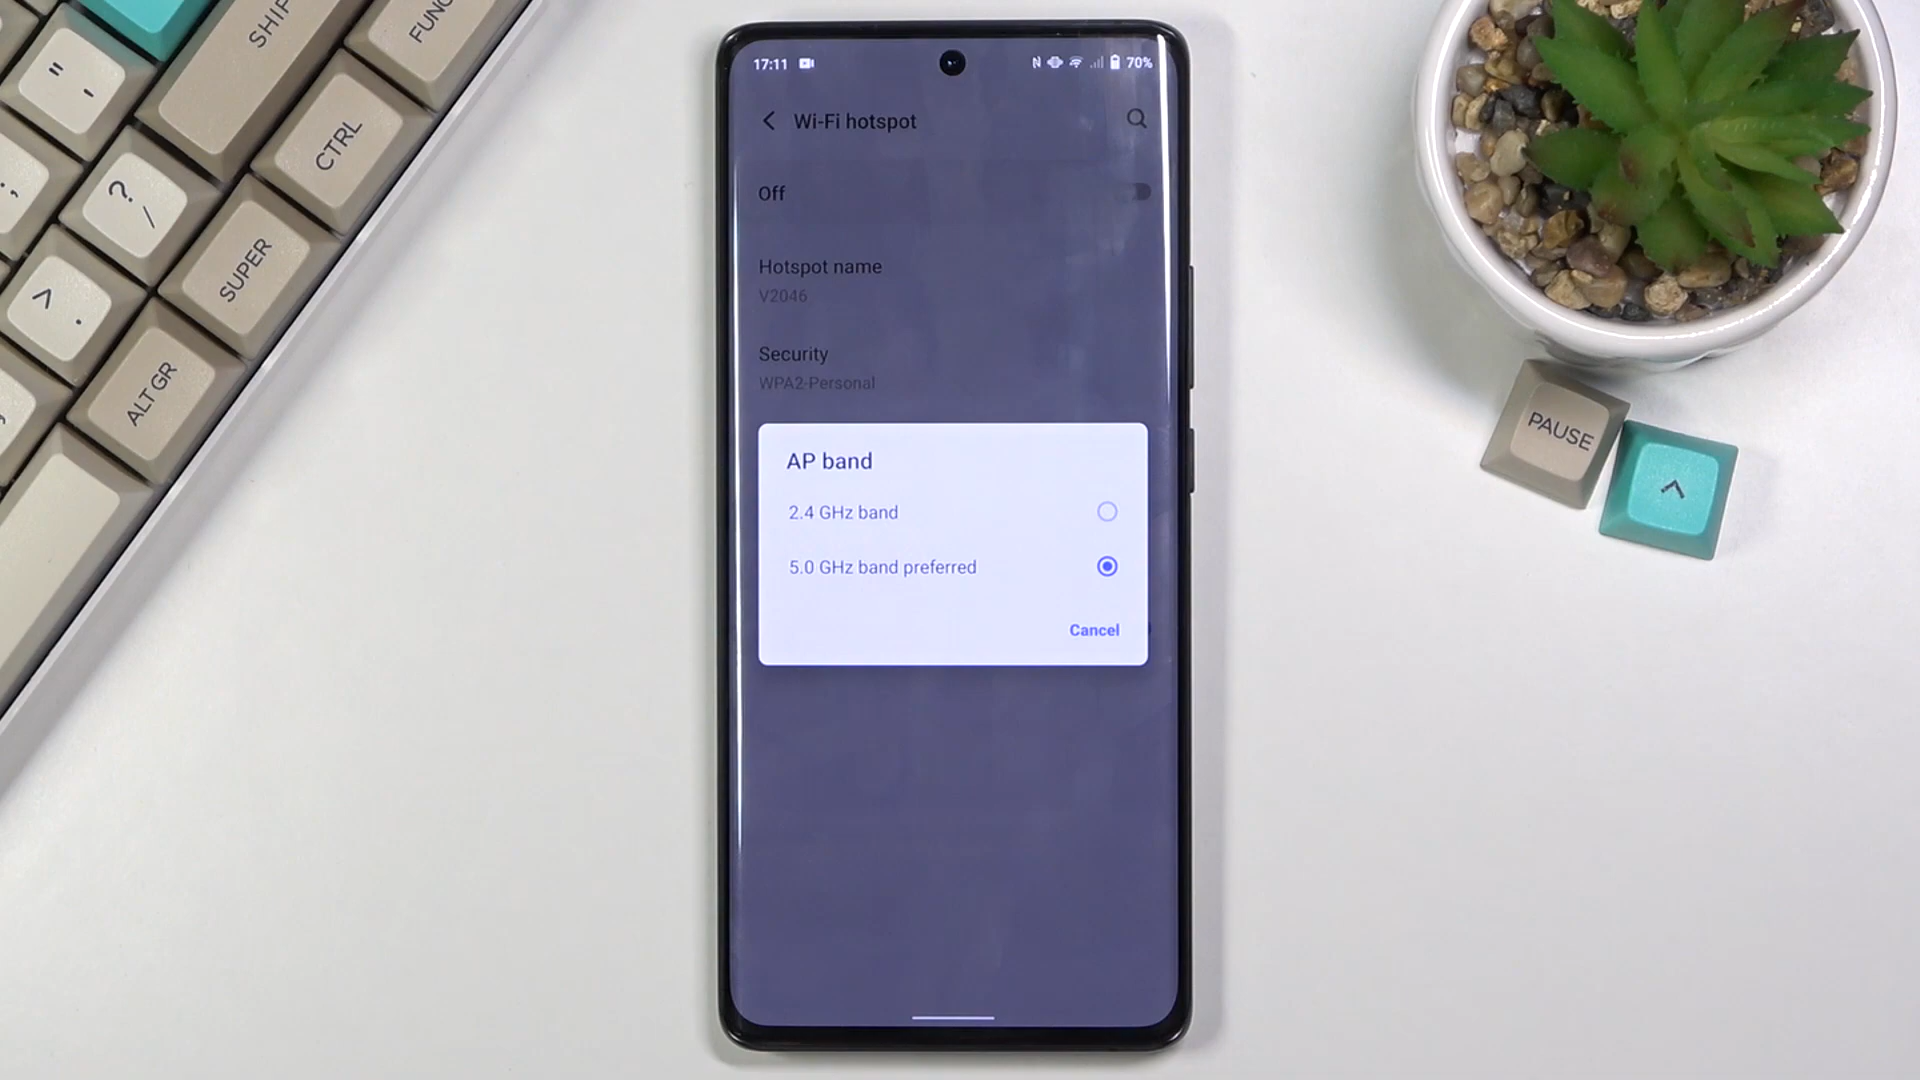 SHIF
FUNC
"
'
CTRL
?
/
;
SUPER
>
.
ALT GR
17:11
70%
Wi-Fi hotspot
Off
Hotspot name
V2046
Security
WPA2-Personal
AP band
2.4 GHz band
5.0 GHz band preferred
Cancel
PAUSE
^